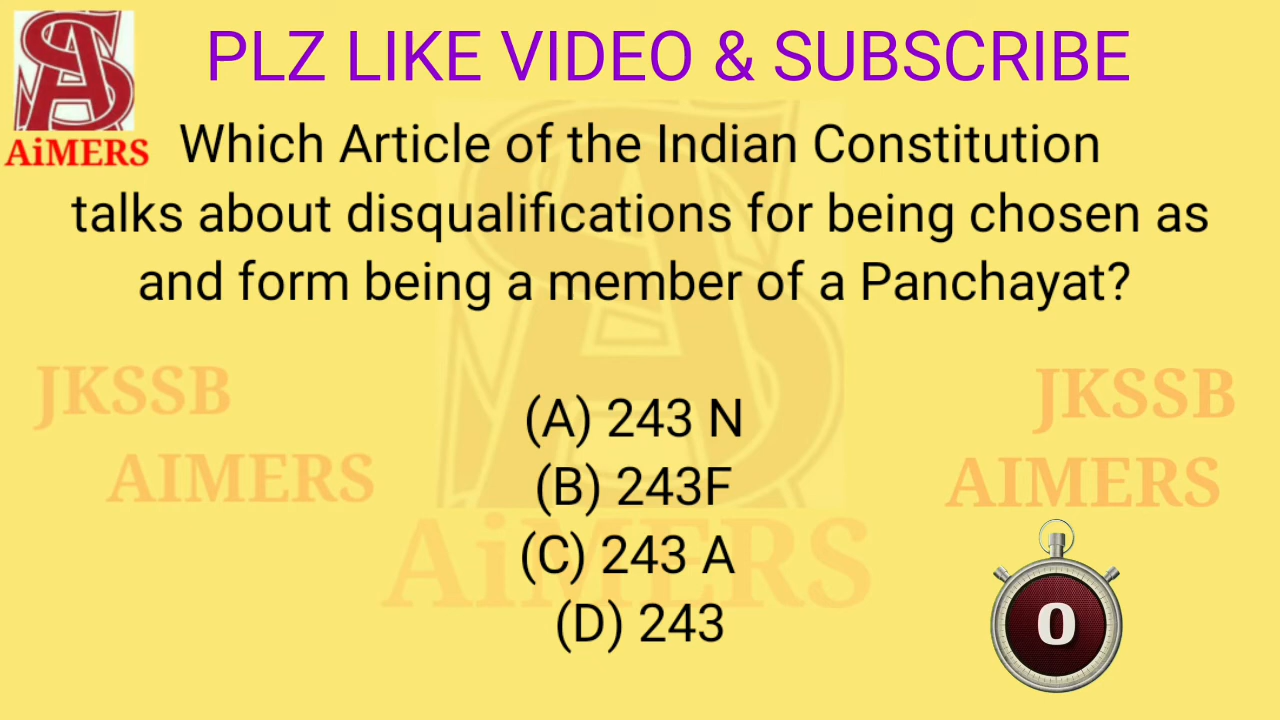 PLZ LIKE VIDEO & SUBSCRIBE
AiMERS
Which Article of the Indian Constitution
talks about disqualifications for being chosen as
and form being a member of a Panchayat?
JKSSB
AIMERS
JKSSB
AIMERS
(A) 243 N
(B) 243F
(C) 243 A
(D) 243
AiMERS
0